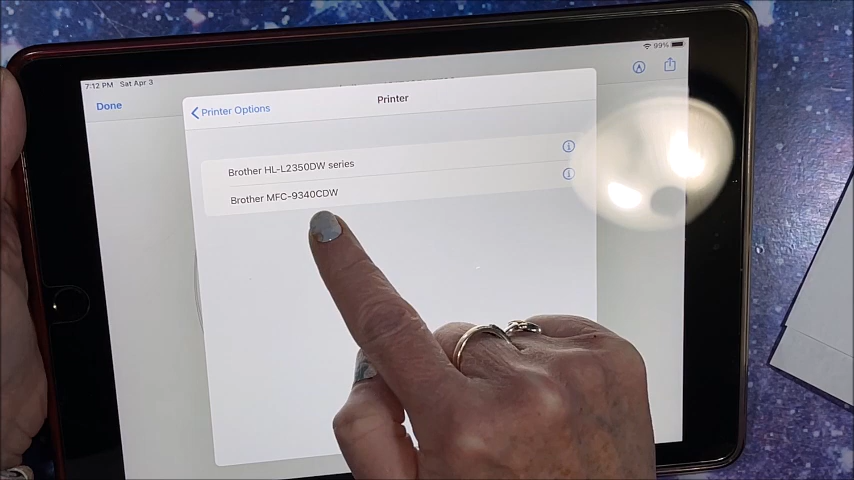 7:12 PM Sat Apr 3
99%
Done
Printer Options
Printer
Brother HL-L2350DW series
Brother MFC-9340CDW